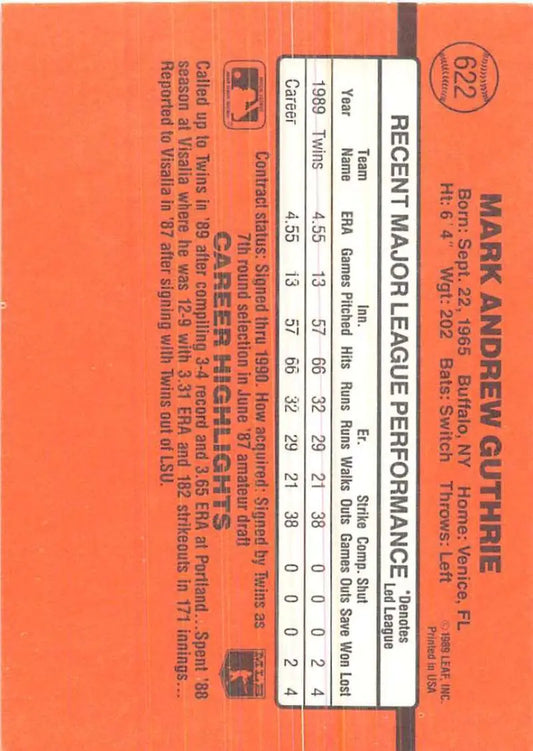 622
MARK ANDREW GUTHRIE
Born: Sept. 22, 1965 Buffalo, NY Home: Venice, FL
Ht: 6' 4" Wgt: 202 Bats: Switch Throws: Left
© 1989 LEAF, INC.
Printed in USA
RECENT MAJOR LEAGUE PERFORMANCE *Denotes Led League
Team Inn. Er. Strike Comp. Shut
Year Name ERA Games Pitched Hits Runs Runs Walks Outs Games Outs Save Won Lost
1989 Twins 4.55 13 57 66 32 29 21 38 0 0 0 2 4
Career 4.55 13 57 66 32 29 21 38 0 0 0 2 4
Contract status: Signed thru 1990. How acquired: Signed by Twins as
7th round selection in June '87 amateur draft
MLB
CAREER HIGHLIGHTS
Called up to Twins in '89 after compiling 3-4 record and 3.65 ERA at Portland...Spent '88
season at Visalia where he was 12-9 with 3.31 ERA and 182 strikeouts in 171 innings...
Reported to Visalia in '87 after signing with Twins out of LSU.